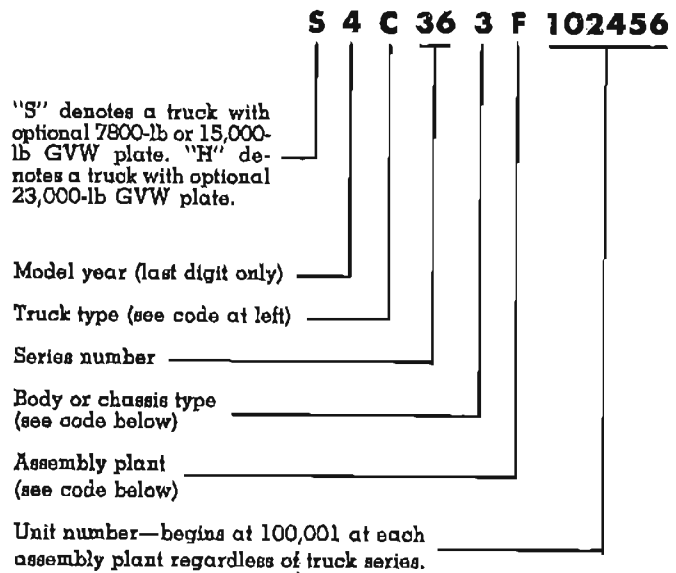 S 4 C 36 3 F 102456
"S" denotes a truck with
optional 7800-lb or 15,000-
lb GVW plate. "H" de-
notes a truck with optional
23,000-lb GVW plate.
Model year (last digit only)
Truck type (see code at left)
Series number
Body or chassis type
(see code below)
Assembly plant
(see code below)
Unit number—begins at 100,001 at each
assembly plant regardless of truck series.